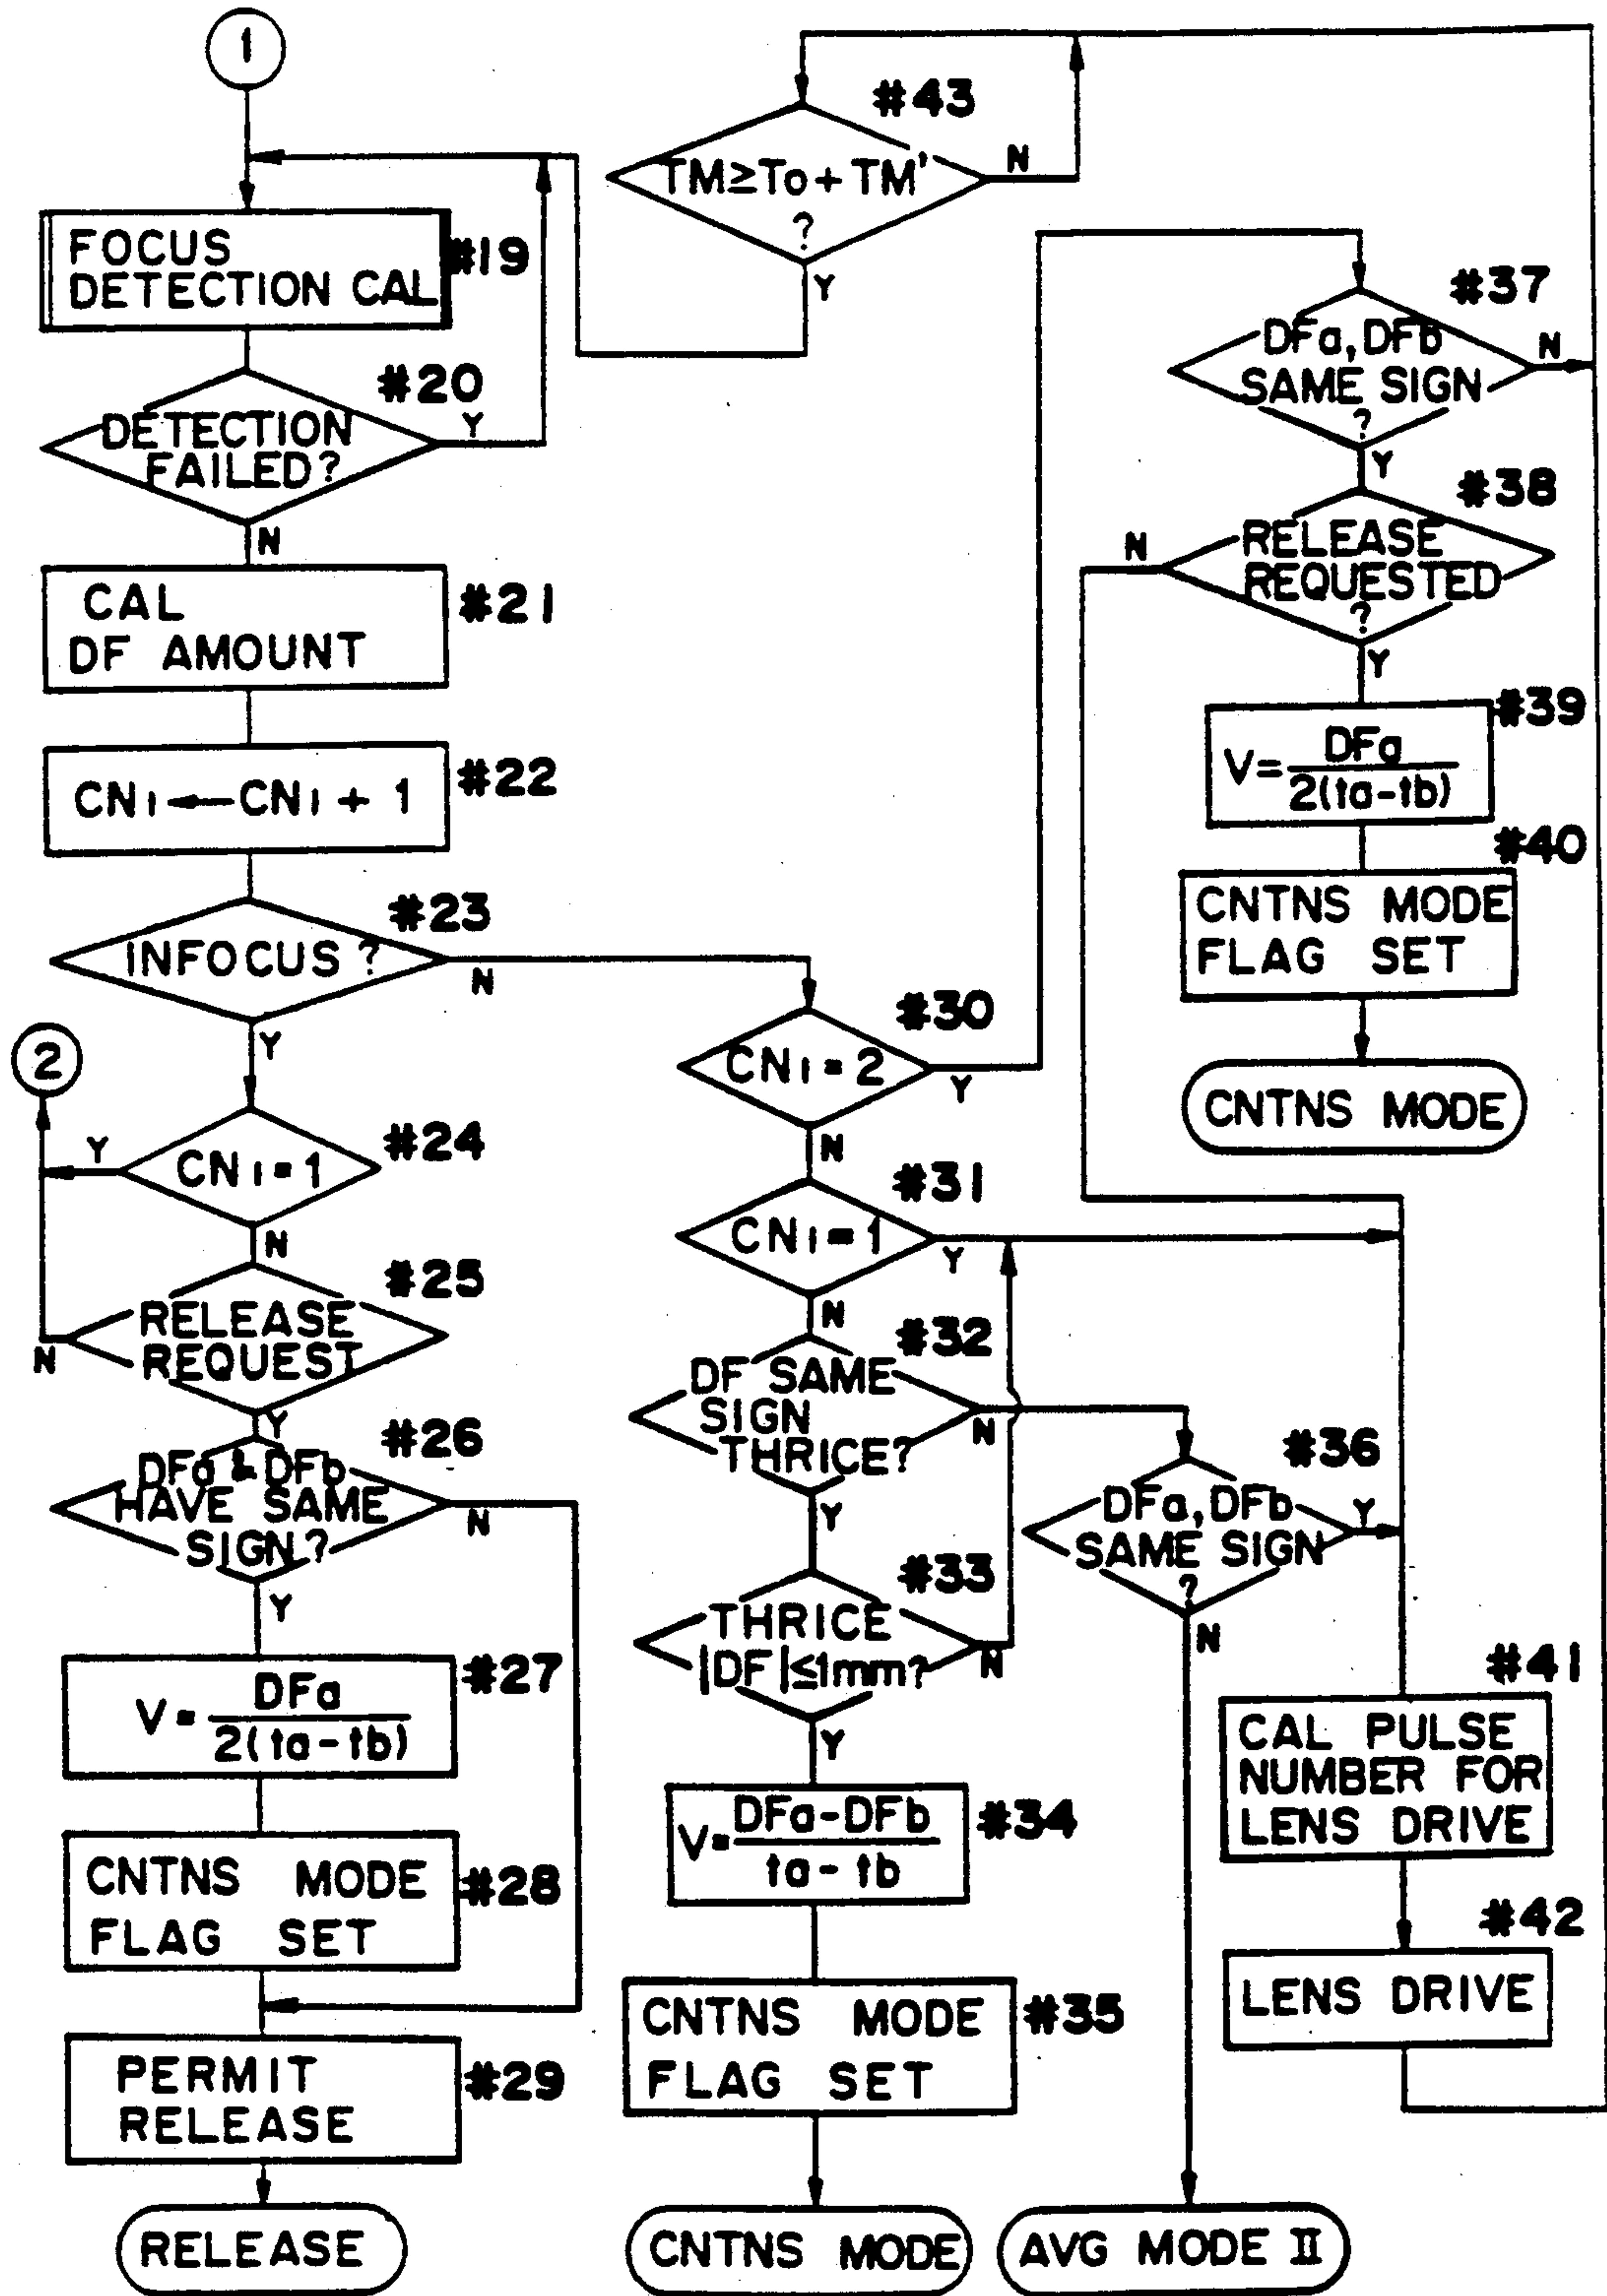 1
#43
TM≥To+TM'
?
N
Y
FOCUS
DETECTION CAL
#19
#20
DETECTION
FAILED?
Y
N
CAL
DF AMOUNT
#21
CN1←CN1 + 1
#22
#23
INFOCUS?
N
Y
2
#24
CN1=1
Y
N
#25
RELEASE
REQUEST
N
Y
#26
DFa & DFb
HAVE SAME
SIGN?
N
Y
#27
V = DFa
2(ta-tb)
CNTNS MODE
FLAG SET
#28
PERMIT
RELEASE
#29
RELEASE
#30
CN1=2
Y
N
#31
CN1=1
Y
N
#32
DF SAME
SIGN
THRICE?
N
Y
#33
THRICE
|DF|≤1mm?
N
Y
V= DFa-DFb
ta-tb
#34
CNTNS MODE
FLAG SET
#35
CNTNS MODE
#36
DFa, DFb
SAME SIGN
?
Y
N
AVG MODE II
#37
DFa, DFb
SAME SIGN
?
N
Y
#38
RELEASE
REQUESTED
?
N
Y
#39
V= DFa
2(ta-tb)
#40
CNTNS MODE
FLAG SET
CNTNS MODE
#41
CAL PULSE
NUMBER FOR
LENS DRIVE
#42
LENS DRIVE